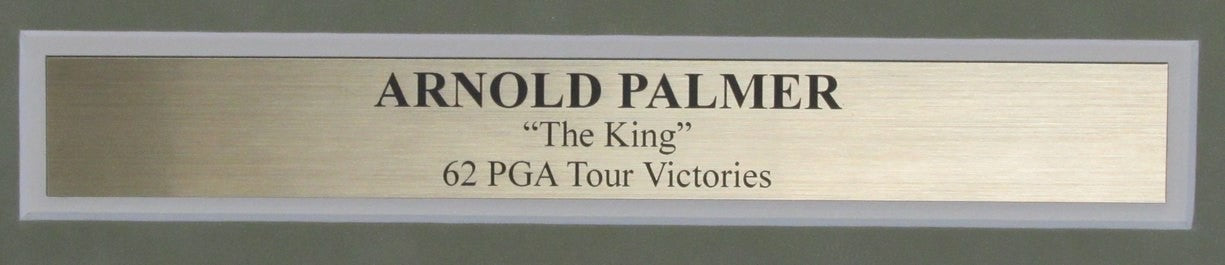 ARNOLD PALMER
“The King”
62 PGA Tour Victories